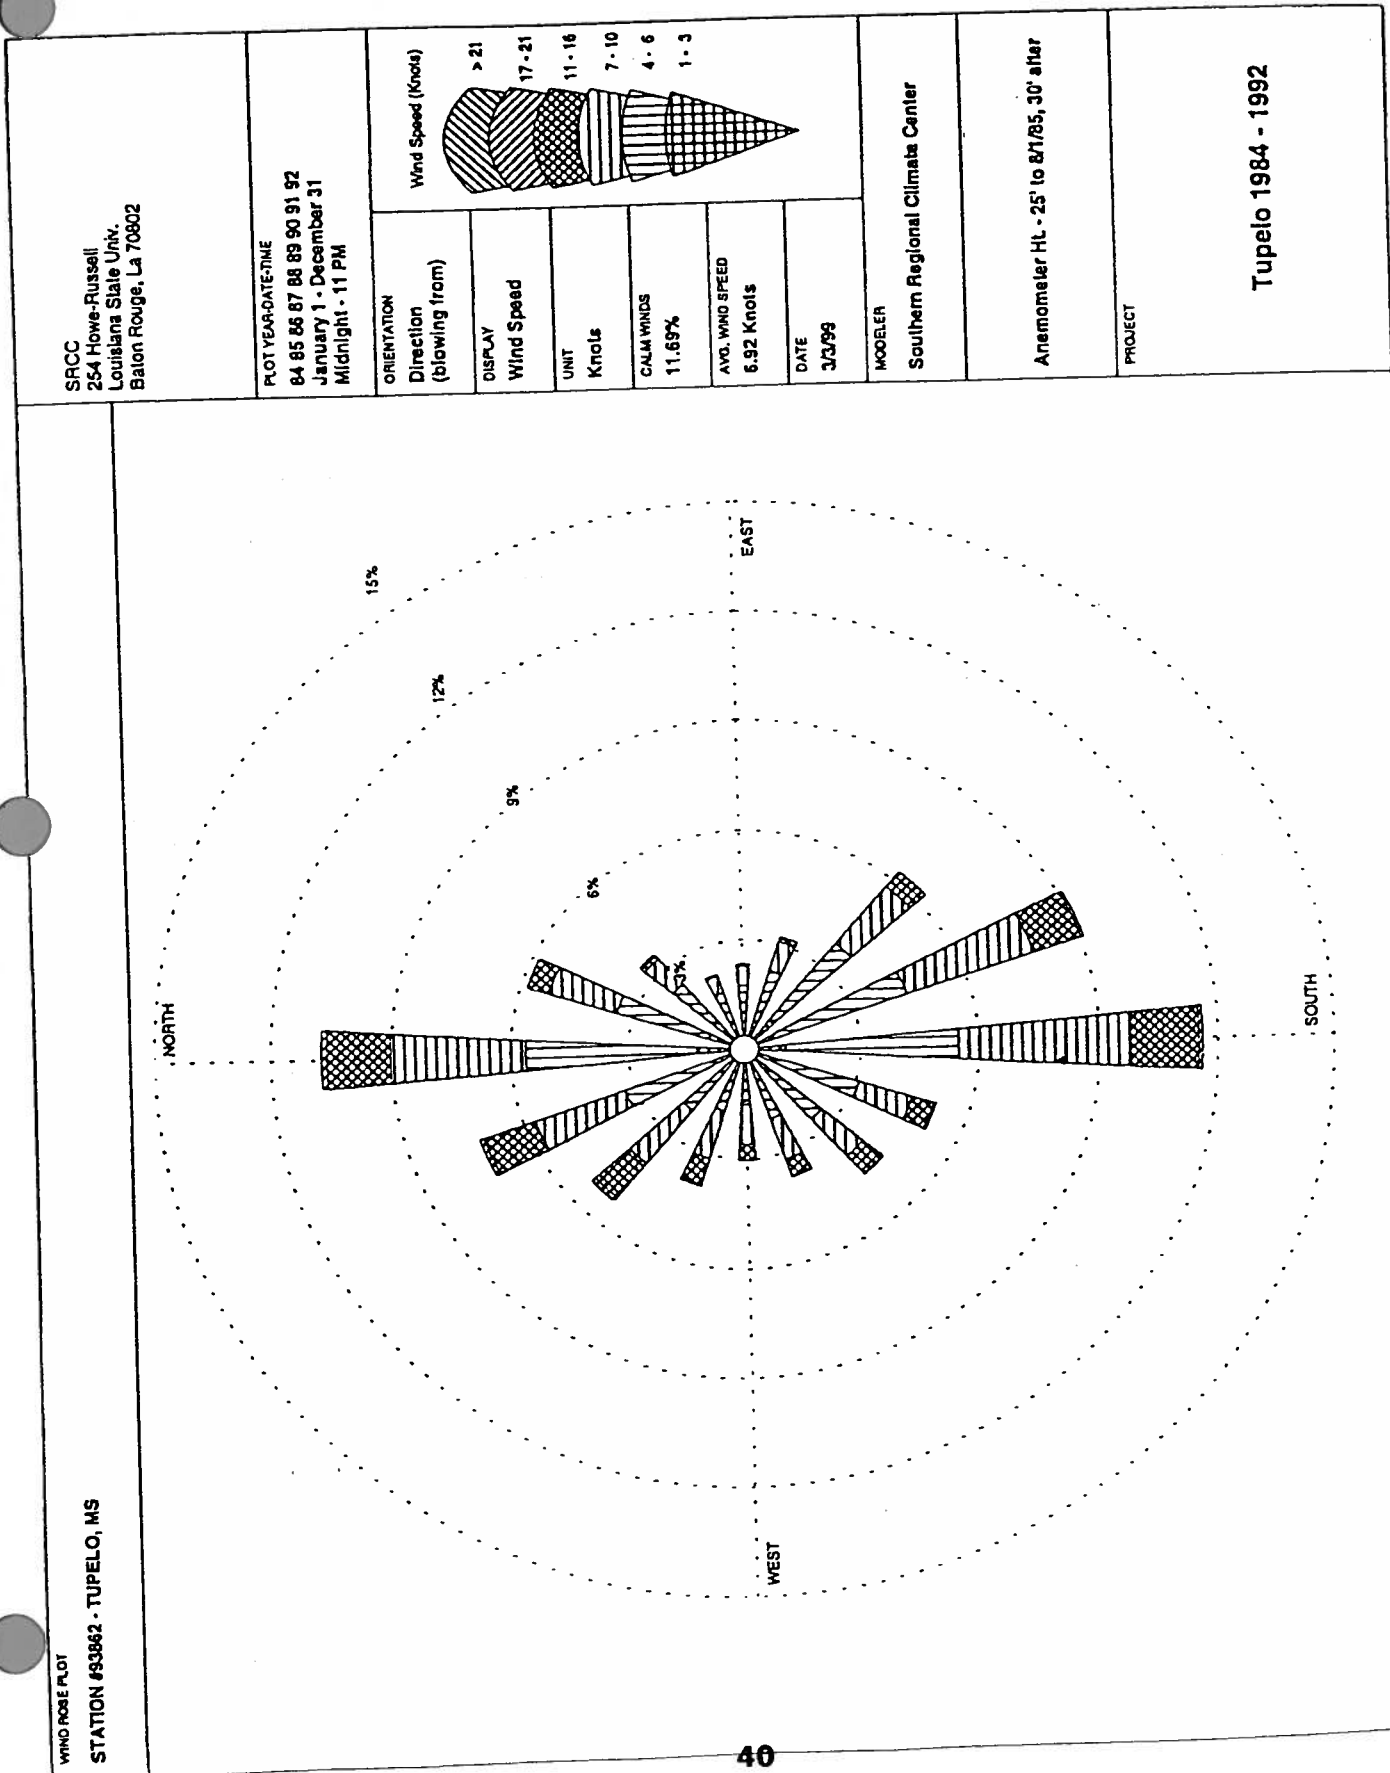 WIND ROSE PLOT
STATION #93862 - TUPELO, MS
SRCC
254 Howe-Russell
Louisiana State Univ.
Baton Rouge, La 70802
PLOT YEAR-DATE-TIME
84 85 86 87 88 89 90 91 92
January 1 - December 31
Midnight - 11 PM
ORIENTATION
Direction
(blowing from)
DISPLAY
Wind Speed
UNIT
Knots
CALM WINDS
11.69%
AVG. WIND SPEED
6.92 Knots
DATE
3/3/99
Wind Speed (Knots)
> 21
17 - 21
11 - 16
7 - 10
4 - 6
1 - 3
MODELER
Southern Regional Climate Center
Anemometer Ht. - 25' to 8/1/85, 30' after
PROJECT
Tupelo 1984 - 1992
NORTH
EAST
SOUTH
WEST
3%
6%
9%
12%
15%
40